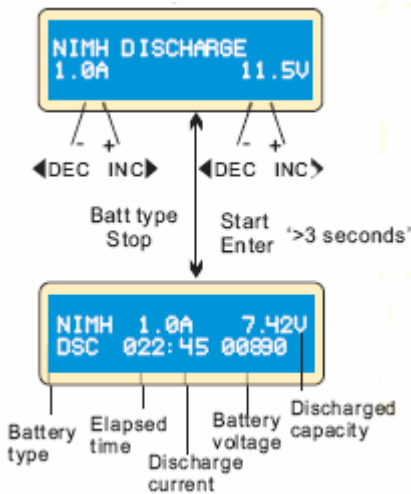 NIMH DISCHARGE
1.0A 11.5V
- + - +
◀DEC INC▶ ◀DEC INC>
Batt type
Stop
Start
Enter
'>3 seconds'
NIMH 1.0A 7.42V
DSC 022:45 00890
Battery
type
Elapsed
time
Discharge
current
Battery
voltage
Discharged
capacity